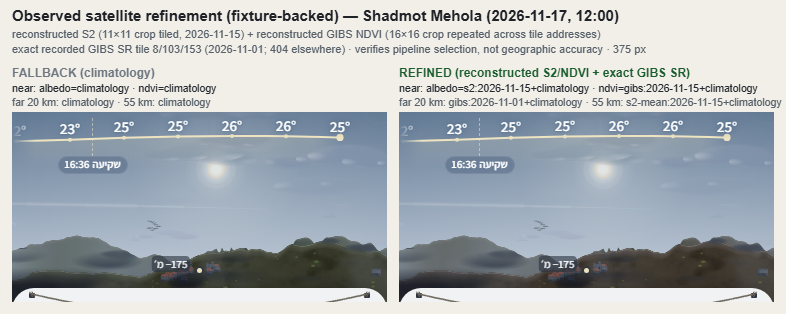 Observed satellite refinement (fixture-backed) — Shadmot Mehola (2026-11-17, 12:00)
reconstructed S2 (11×11 crop tiled, 2026-11-15) + reconstructed GIBS NDVI (16×16 crop repeated across tile addresses)
exact recorded GIBS SR tile 8/103/153 (2026-11-01; 404 elsewhere) · verifies pipeline selection, not geographic accuracy · 375 px
FALLBACK (climatology)
near: albedo=climatology · ndvi=climatology
far 20 km: climatology · 55 km: climatology
2° 23° 25° 25° 26° 26° 25°
שקיעה 16:36
−175 מ׳
REFINED (reconstructed S2/NDVI + exact GIBS SR)
near: albedo=s2:2026-11-15+climatology · ndvi=gibs:2026-11-15+climatology
far 20 km: gibs:2026-11-01+climatology · 55 km: s2-mean:2026-11-15+climatology
2° 23° 25° 25° 26° 26° 25°
שקיעה 16:36
−175 מ׳